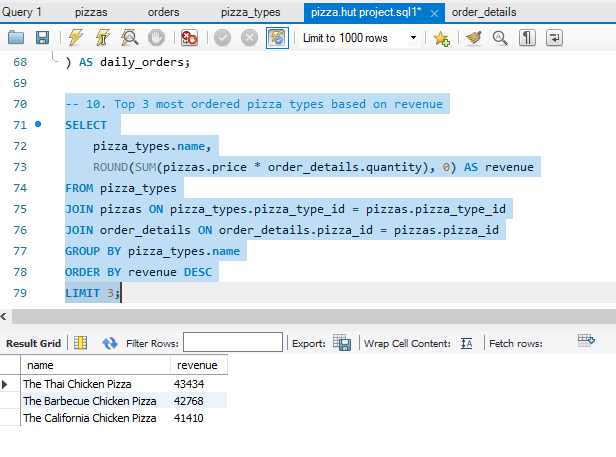 Query 1 pizzas orders pizza_types pizza.hut project.sql1* order_details
Limit to 1000 rows
68 ) AS daily_orders;
69
70 -- 10. Top 3 most ordered pizza types based on revenue
71 SELECT
72 pizza_types.name,
73 ROUND(SUM(pizzas.price * order_details.quantity), 0) AS revenue
74 FROM pizza_types
75 JOIN pizzas ON pizza_types.pizza_type_id = pizzas.pizza_type_id
76 JOIN order_details ON order_details.pizza_id = pizzas.pizza_id
77 GROUP BY pizza_types.name
78 ORDER BY revenue DESC
79 LIMIT 3;
Result Grid Filter Rows: Export: Wrap Cell Content: IA Fetch rows:
name revenue
The Thai Chicken Pizza 43434
The Barbecue Chicken Pizza 42768
The California Chicken Pizza 41410